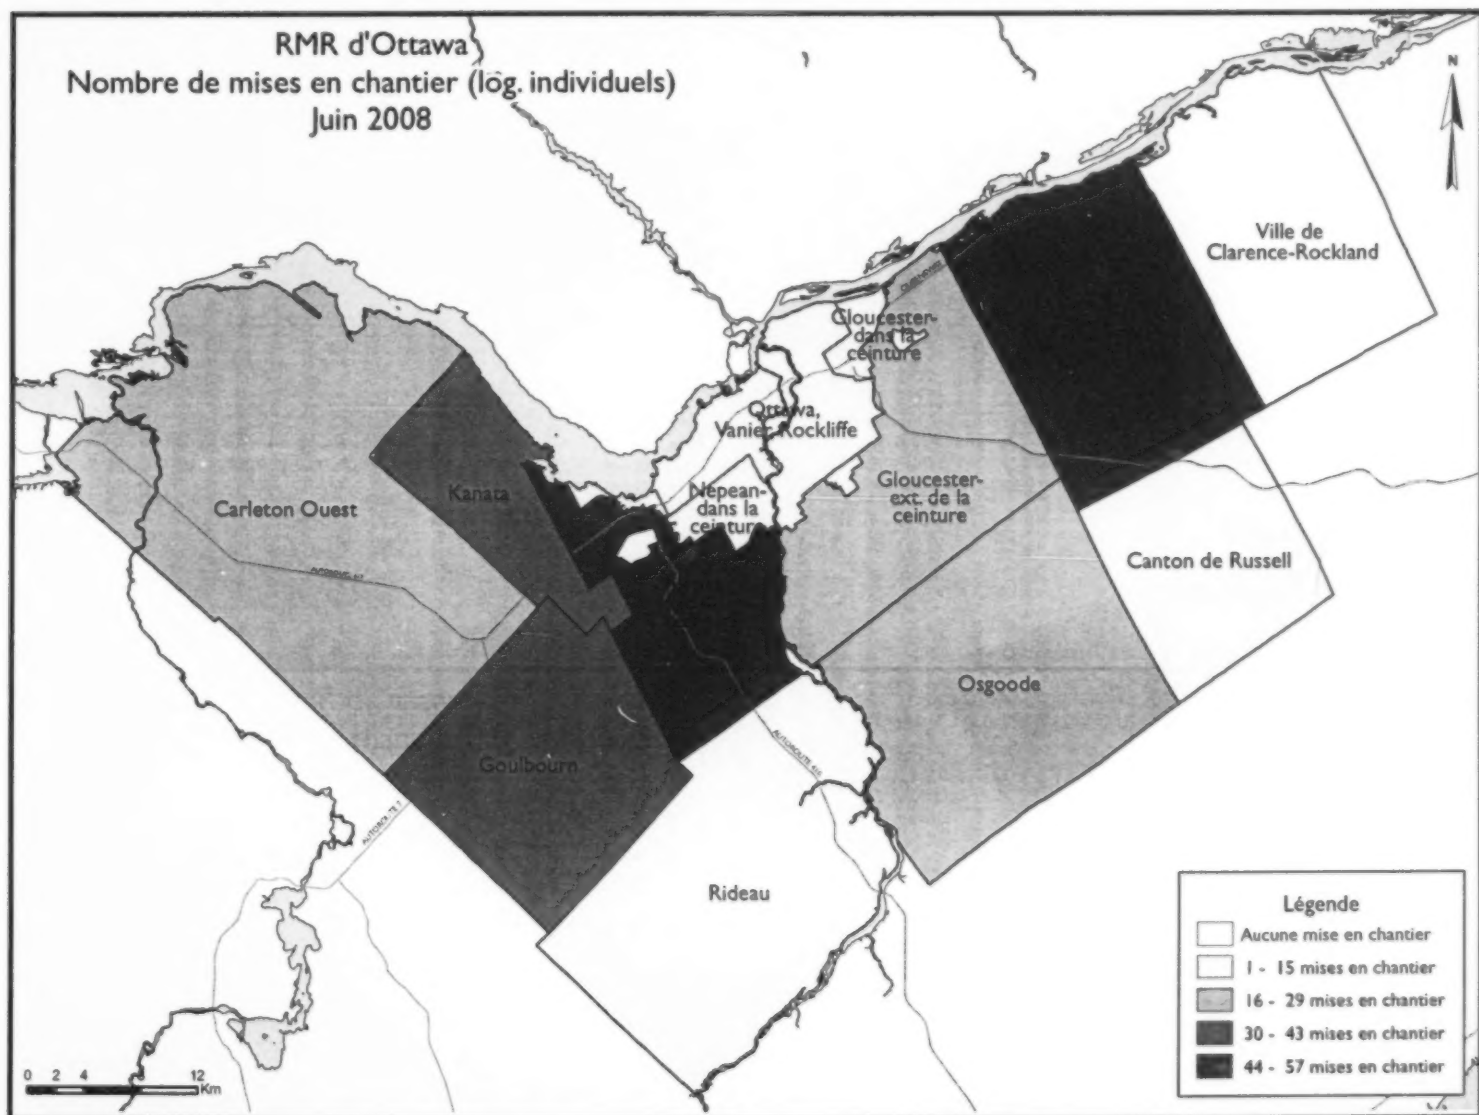 RMR d'Ottawa
Nombre de mises en chantier (log. individuels)
Juin 2008
N
Ville de
Clarence-Rockland
Gloucester-
dans la
ceinture
Ottawa,
Vanier, Rockliffe
Kanata
Nepean-
dans la
ceinture
Gloucester-
ext. de la
ceinture
Carleton Ouest
AUTOROUTE 417
Canton de Russell
Osgoode
Goulbourn
AUTOROUTE 416
AUTOROUTE 7
Rideau
Légende
Aucune mise en chantier
1 - 15 mises en chantier
16 - 29 mises en chantier
30 - 43 mises en chantier
44 - 57 mises en chantier
0 2 4 8 12
Km